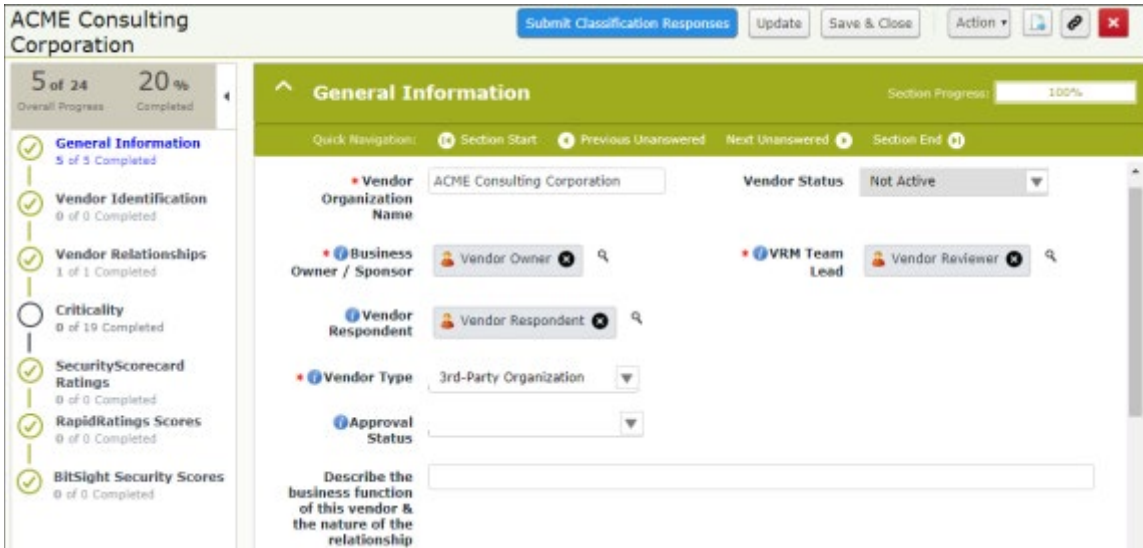 ACME Consulting
Corporation
Submit Classification Responses
Update
Save & Close
Action
5 of 24
20 %
Overall Progress
Completed
General Information
5 of 5 Completed
Vendor Identification
0 of 0 Completed
Vendor Relationships
1 of 1 Completed
Criticality
0 of 19 Completed
SecurityScorecard
Ratings
0 of 0 Completed
RapidRatings Scores
0 of 0 Completed
BitSight Security Scores
0 of 0 Completed
General Information
Section Progress:
100%
Quick Navigation:
Section Start
Previous Unanswered
Next Unanswered
Section End
* Vendor
Organization
Name
ACME Consulting Corporation
Vendor Status
Not Active
* Business
Owner / Sponsor
Vendor Owner
* VRM Team
Lead
Vendor Reviewer
Vendor
Respondent
Vendor Respondent
* Vendor Type
3rd-Party Organization
Approval
Status
Describe the
business function
of this vendor &
the nature of the
relationship